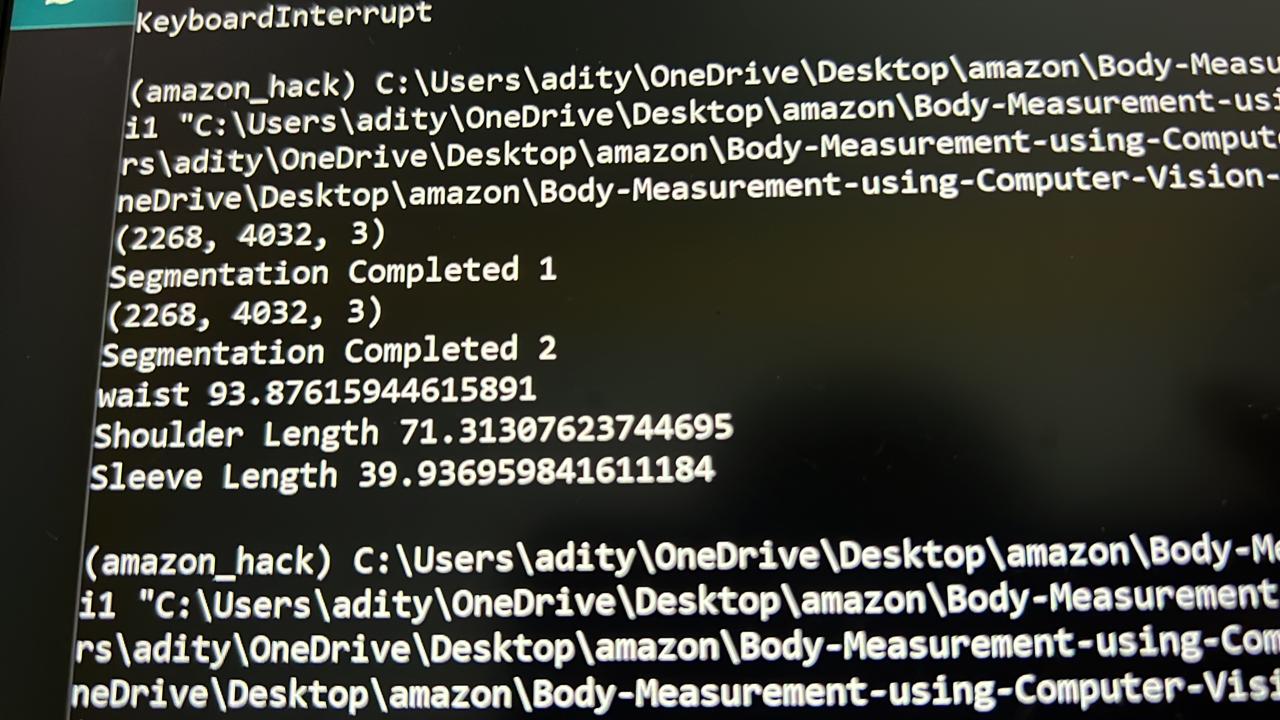 KeyboardInterrupt
(amazon_hack) C:\Users\adity\OneDrive\Desktop\amazon\Body-Measu
i1 "C:\Users\adity\OneDrive\Desktop\amazon\Body-Measurement-usi
rs\adity\OneDrive\Desktop\amazon\Body-Measurement-using-Comput
neDrive\Desktop\amazon\Body-Measurement-using-Computer-Vision-
(2268, 4032, 3)
Segmentation Completed 1
(2268, 4032, 3)
Segmentation Completed 2
waist 93.87615944615891
Shoulder Length 71.31307623744695
Sleeve Length 39.936959841611184
(amazon_hack) C:\Users\adity\OneDrive\Desktop\amazon\Body-Me
i1 "C:\Users\adity\OneDrive\Desktop\amazon\Body-Measurement
rs\adity\OneDrive\Desktop\amazon\Body-Measurement-using-Com
neDrive\Desktop\amazon\Body-Measurement-using-Computer-Visi